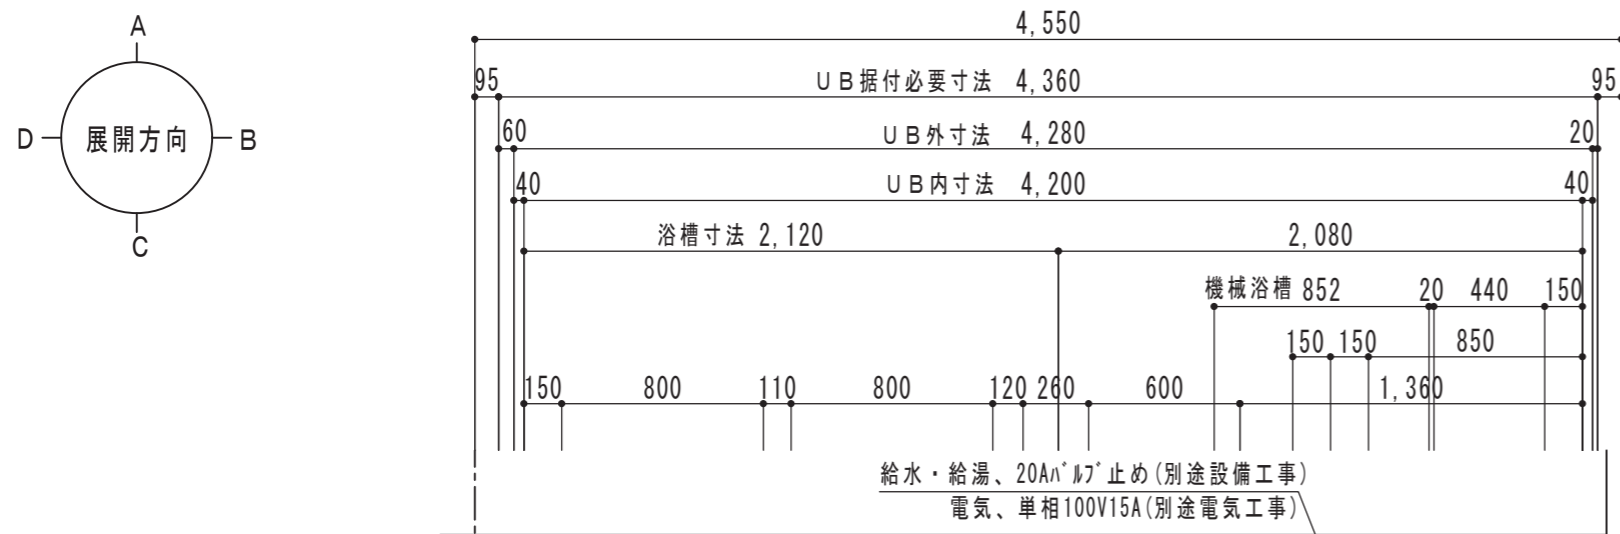 A
D 展開方向 B
C
4,550
95 UB据付必要寸法 4,360 95
60 UB外寸法 4,280 20
40 UB内寸法 4,200 40
浴槽寸法 2,120 2,080
機械浴槽 852 20 440 150
150 150 850
150 800 110 800 120 260 600 1,360
給水・給湯、20Aバルブ止め(別途設備工事)
電気、単相100V15A(別途電気工事)